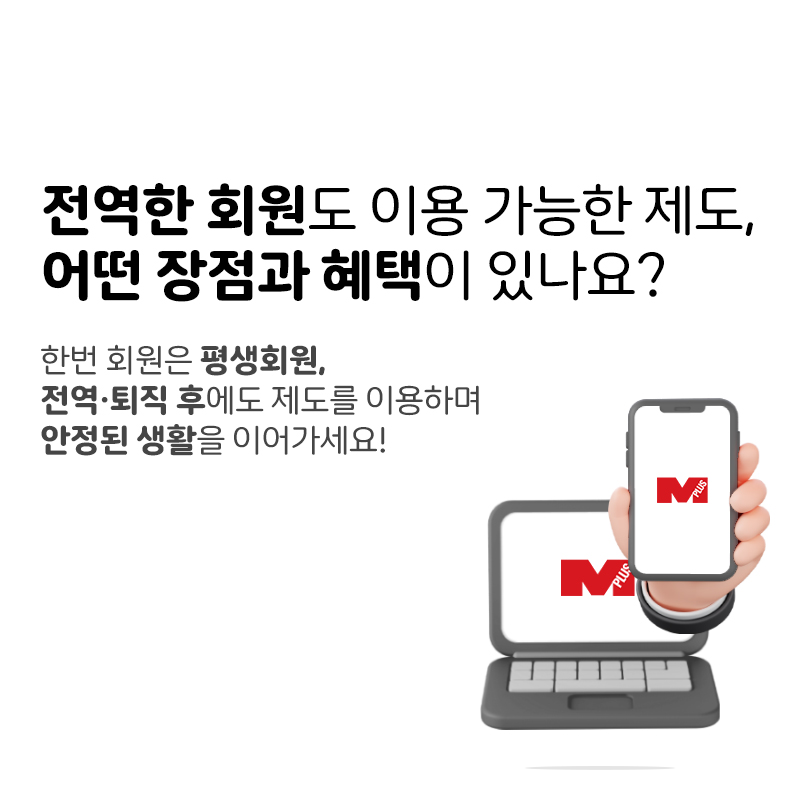 전역한 회원도 이용 가능한 제도,
어떤 장점과 혜택이 있나요?
한번 회원은 평생회원,
전역·퇴직 후에도 제도를 이용하며
안정된 생활을 이어가세요!
M PLUS
M PLUS